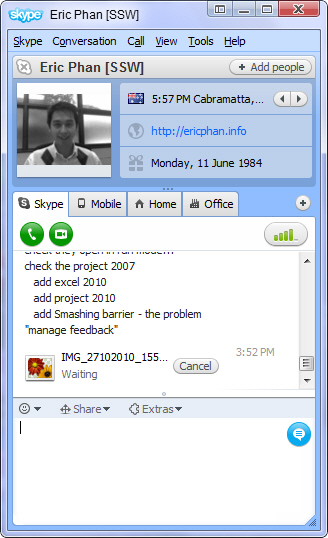 skype Eric Phan [SSW]
Skype Conversation Call View Tools Help
Eric Phan [SSW] + Add people
5:57 PM Cabramatta,...
http://ericphan.info
Monday, 11 June 1984
Skype Mobile Home Office
check the project 2007
add excel 2010
add project 2010
add Smashing barrier - the problem
"manage feedback"
3:52 PM
IMG_27102010_155...
Waiting Cancel
Share Extras